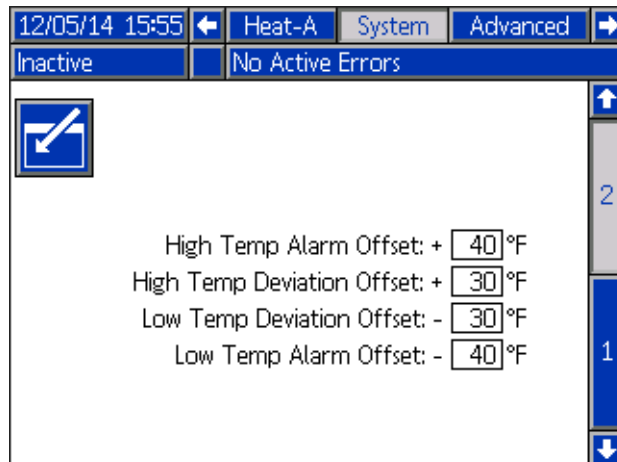 12/05/14 15:55 Heat-A System Advanced
Inactive No Active Errors
2
High Temp Alarm Offset: + 40 °F
High Temp Deviation Offset: + 30 °F
Low Temp Deviation Offset: - 30 °F
Low Temp Alarm Offset: - 40 °F
1